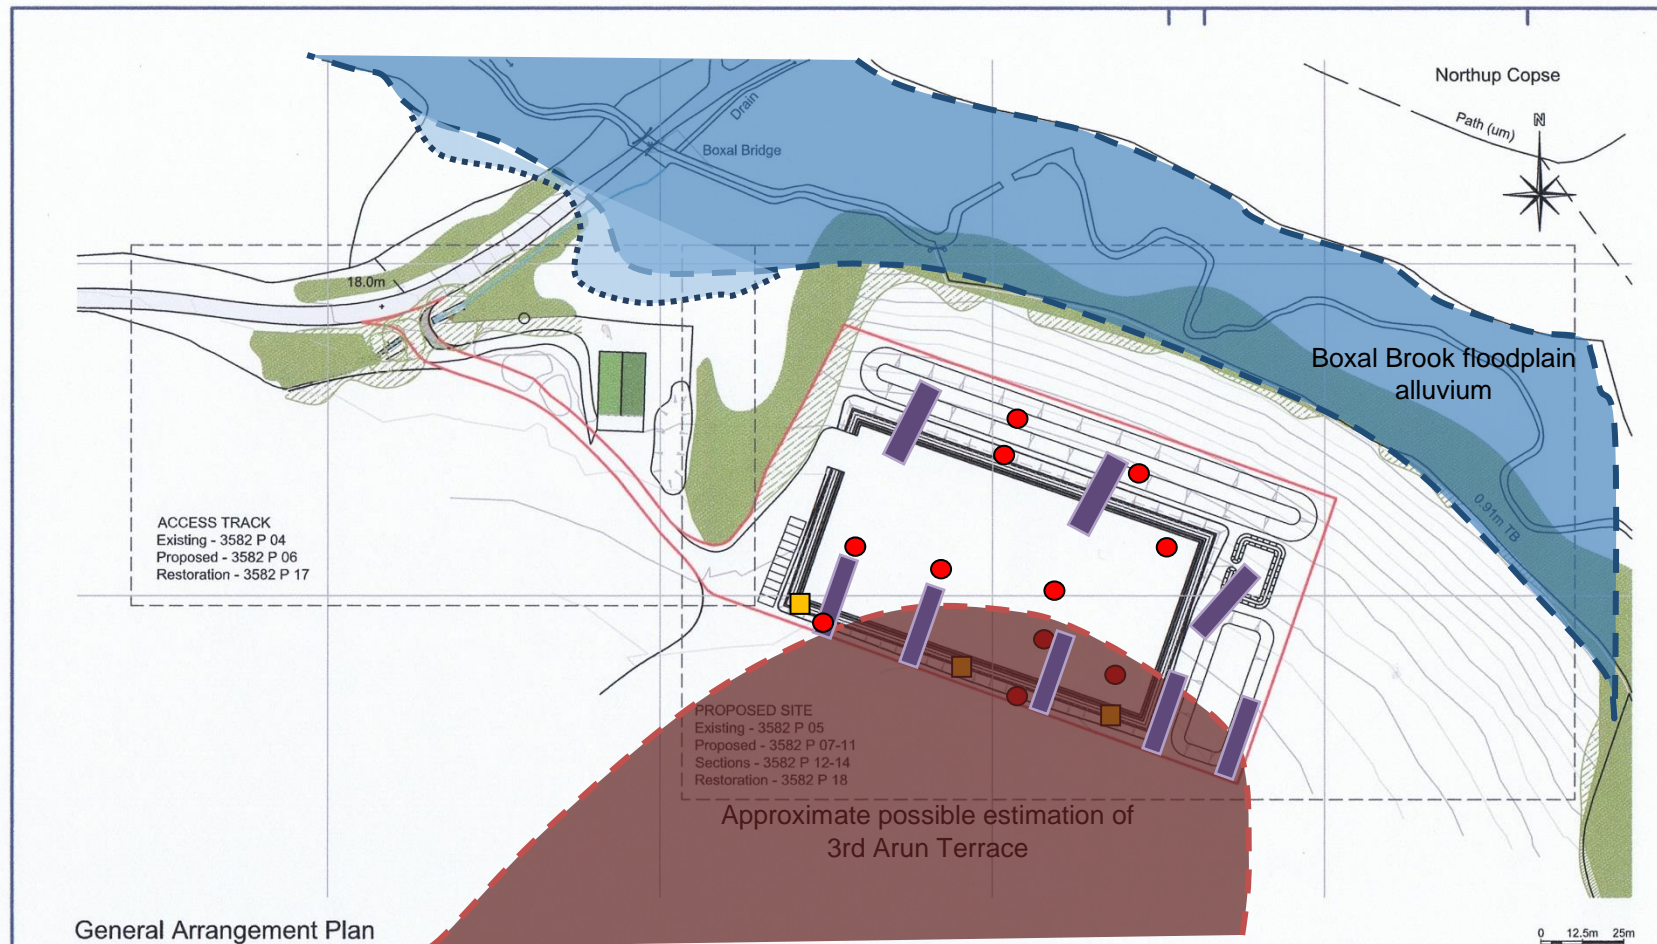 Northup Copse
Path (um)
N
Drain
Boxal Bridge
18.0m
Boxal Brook floodplain
alluvium
0.91m TB
ACCESS TRACK
Existing - 3582 P 04
Proposed - 3582 P 06
Restoration - 3582 P 17
PROPOSED SITE
Existing - 3582 P 05
Proposed - 3582 P 07-11
Sections - 3582 P 12-14
Restoration - 3582 P 18
Approximate possible estimation of
3rd Arun Terrace
General Arrangement Plan
0 12.5m 25m